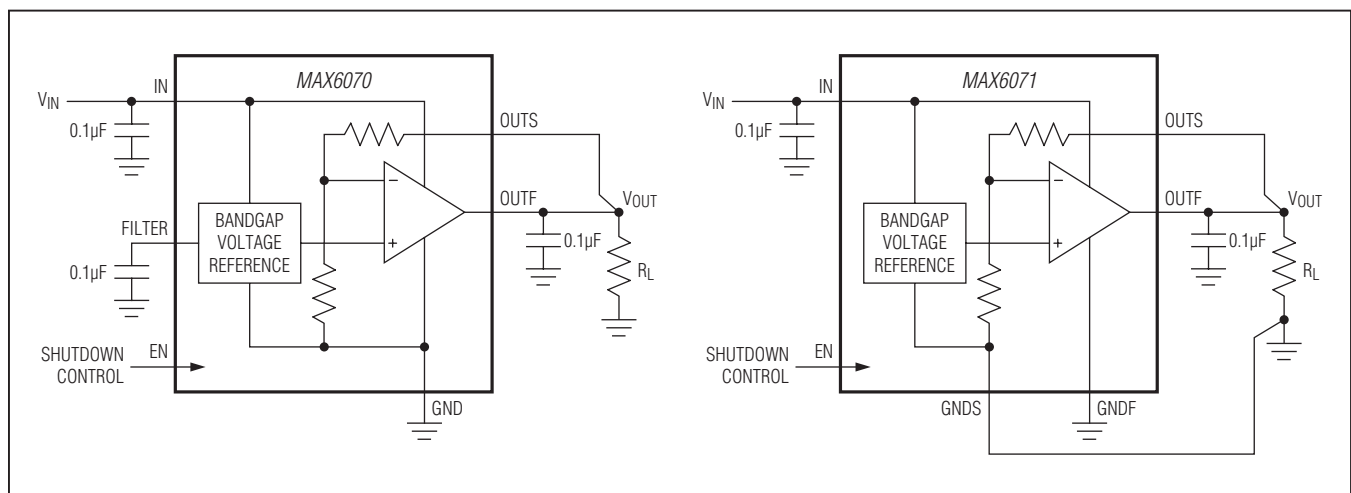 MAX6070
IN
V_IN
0.1µF
OUTS
OUTF
V_OUT
FILTER
BANDGAP
VOLTAGE
REFERENCE
−
+
0.1µF
0.1µF
R_L
SHUTDOWN
CONTROL
EN
GND
MAX6071
IN
V_IN
0.1µF
OUTS
OUTF
V_OUT
BANDGAP
VOLTAGE
REFERENCE
−
+
0.1µF
R_L
SHUTDOWN
CONTROL
EN
GNDS
GNDF